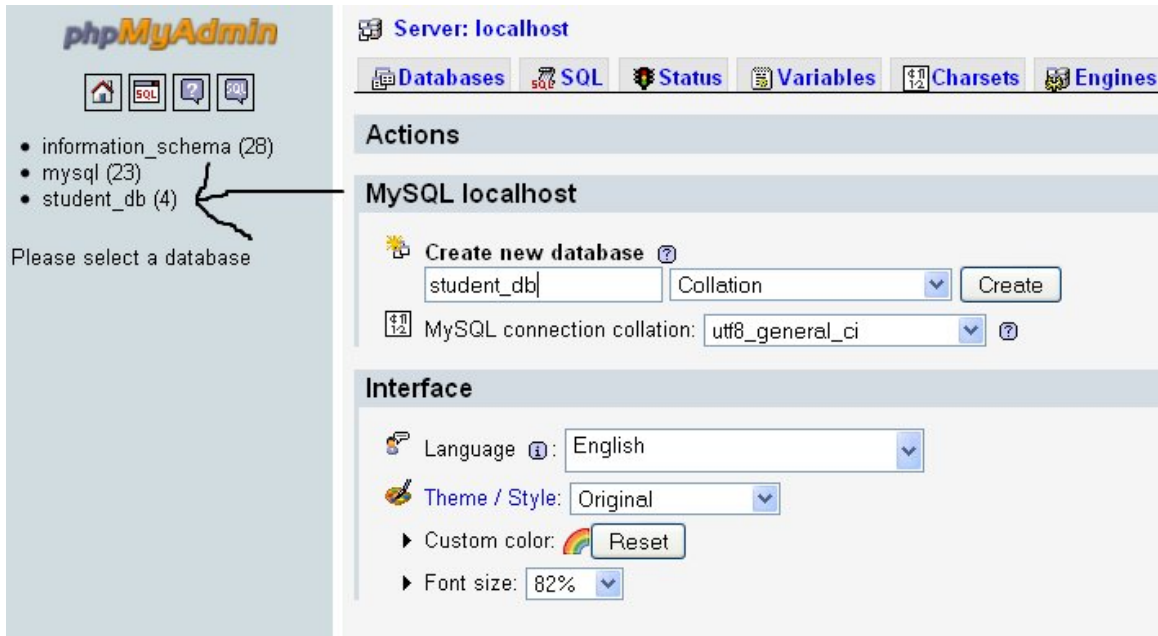 phpMyAdmin
SQL
SQL
information_schema (28)
mysql (23)
student_db (4)
Please select a database
Server: localhost
Databases SQL Status Variables Charsets Engines
Actions
MySQL localhost
Create new database
student_db Collation Create
MySQL connection collation: utf8_general_ci
Interface
Language : English
Theme / Style: Original
Custom color: Reset
Font size: 82%